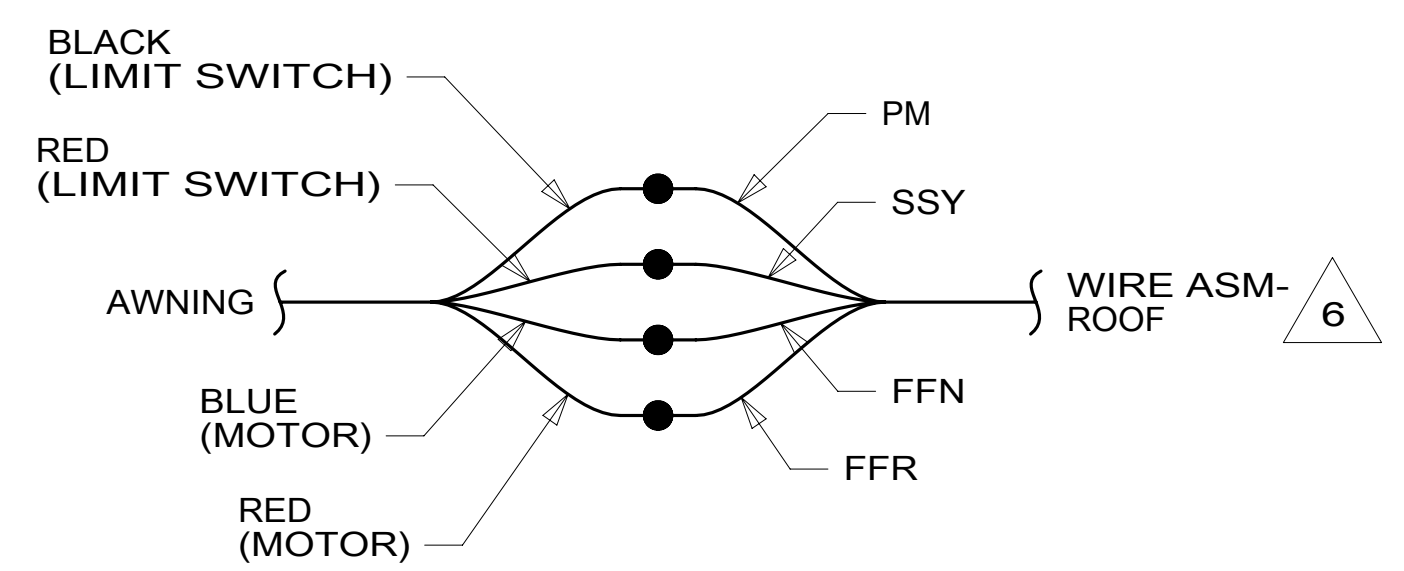 BLACK
(LIMIT SWITCH)
PM
RED
(LIMIT SWITCH)
SSY
AWNING
WIRE ASM-
ROOF
6
BLUE
(MOTOR)
FFN
FFR
RED
(MOTOR)